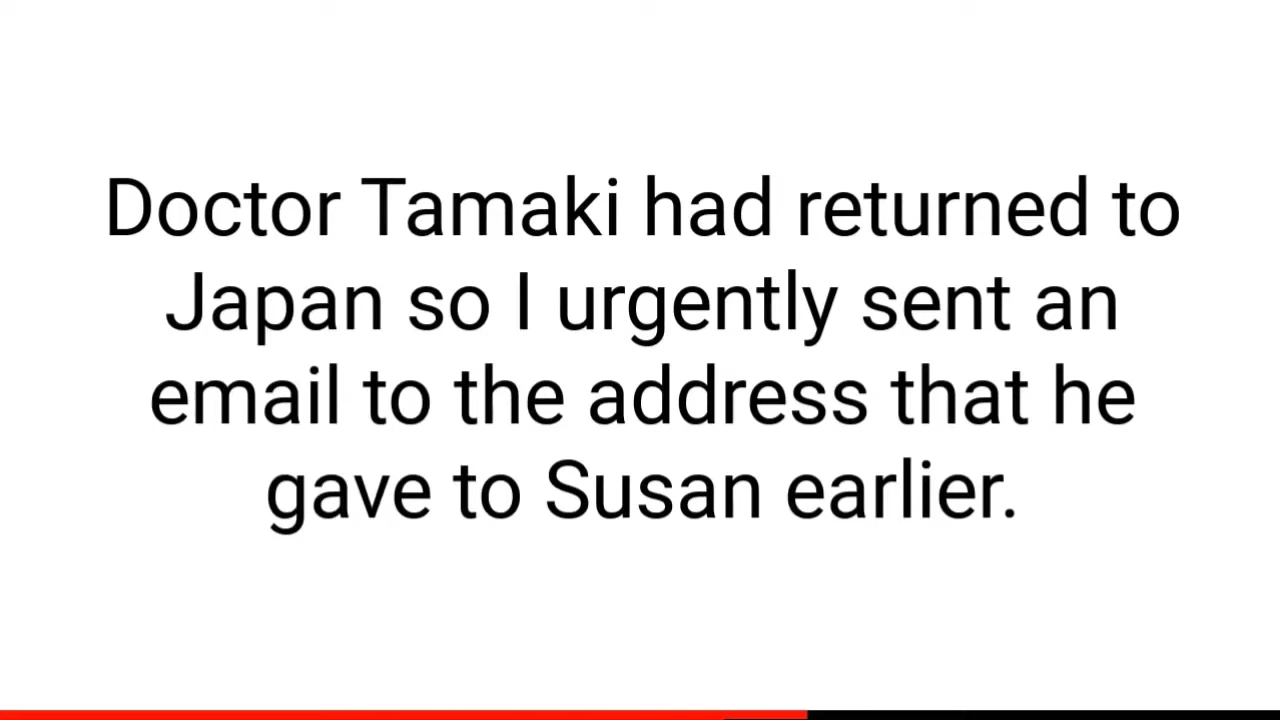 Doctor Tamaki had returned to
Japan so I urgently sent an
email to the address that he
gave to Susan earlier.